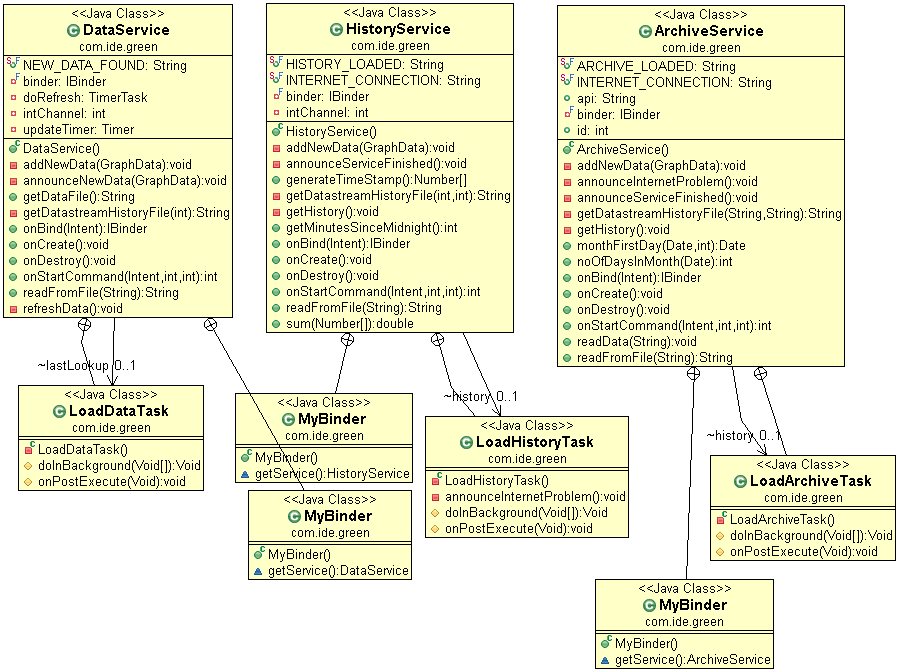 <<Java Class>>
DataService
com.ide.green
NEW_DATA_FOUND: String
binder: IBinder
doRefresh: TimerTask
intChannel: int
updateTimer: Timer
DataService()
addNewData(GraphData):void
announceNewData(GraphData):void
getDataFile():String
getDatastreamHistoryFile(int):String
onBind(Intent):IBinder
onCreate():void
onDestroy():void
onStartCommand(Intent,int,int):int
readFromFile(String):String
refreshData():void
<<Java Class>>
HistoryService
com.ide.green
HISTORY_LOADED: String
INTERNET_CONNECTION: String
binder: IBinder
intChannel: int
HistoryService()
addNewData(GraphData):void
announceServiceFinished():void
generateTimeStamp():Number[]
getDatastreamHistoryFile(int,int):String
getHistory():void
getMinutesSinceMidnight():int
onBind(Intent):IBinder
onCreate():void
onDestroy():void
onStartCommand(Intent,int,int):int
readFromFile(String):String
sum(Number[]):double
<<Java Class>>
ArchiveService
com.ide.green
ARCHIVE_LOADED: String
INTERNET_CONNECTION: String
api: String
binder: IBinder
id: int
ArchiveService()
addNewData(GraphData):void
announceInternetProblem():void
announceServiceFinished():void
getDatastreamHistoryFile(String,String):String
getHistory():void
monthFirstDay(Date,int):Date
noOfDaysInMonth(Date):int
onBind(Intent):IBinder
onCreate():void
onDestroy():void
onStartCommand(Intent,int,int):int
readData(String):void
readFromFile(String):String
~lastLookup 0..1
~history 0..1
~history 0..1
<<Java Class>>
LoadDataTask
com.ide.green
LoadDataTask()
doInBackground(Void[]):Void
onPostExecute(Void):void
<<Java Class>>
MyBinder
com.ide.green
MyBinder()
getService():HistoryService
<<Java Class>>
MyBinder
com.ide.green
MyBinder()
getService():DataService
<<Java Class>>
LoadHistoryTask
com.ide.green
LoadHistoryTask()
announceInternetProblem():void
doInBackground(Void[]):Void
onPostExecute(Void):void
<<Java Class>>
LoadArchiveTask
com.ide.green
LoadArchiveTask()
doInBackground(Void[]):Void
onPostExecute(Void):void
<<Java Class>>
MyBinder
com.ide.green
MyBinder()
getService():ArchiveService